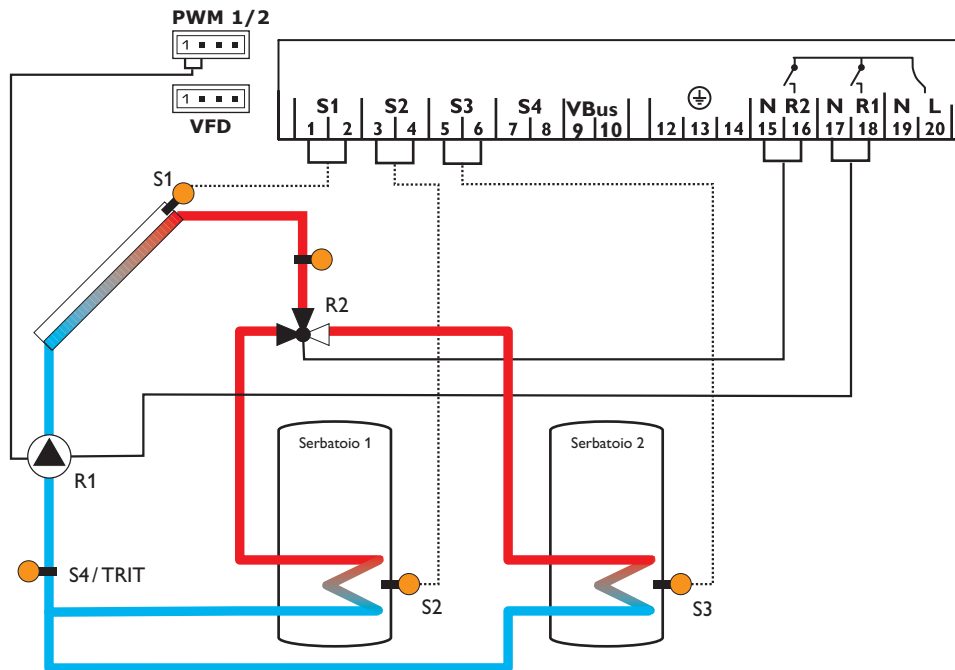 PWM 1/2
1
1
VFD
S1 S2 S3 S4 VBus N R2 N R1 N L
1 2 3 4 5 6 7 8 9 10 12 13 14 15 16 17 18 19 20
S1
R2
Serbatoio 1
Serbatoio 2
R1
S4/TRIT
S2
S3